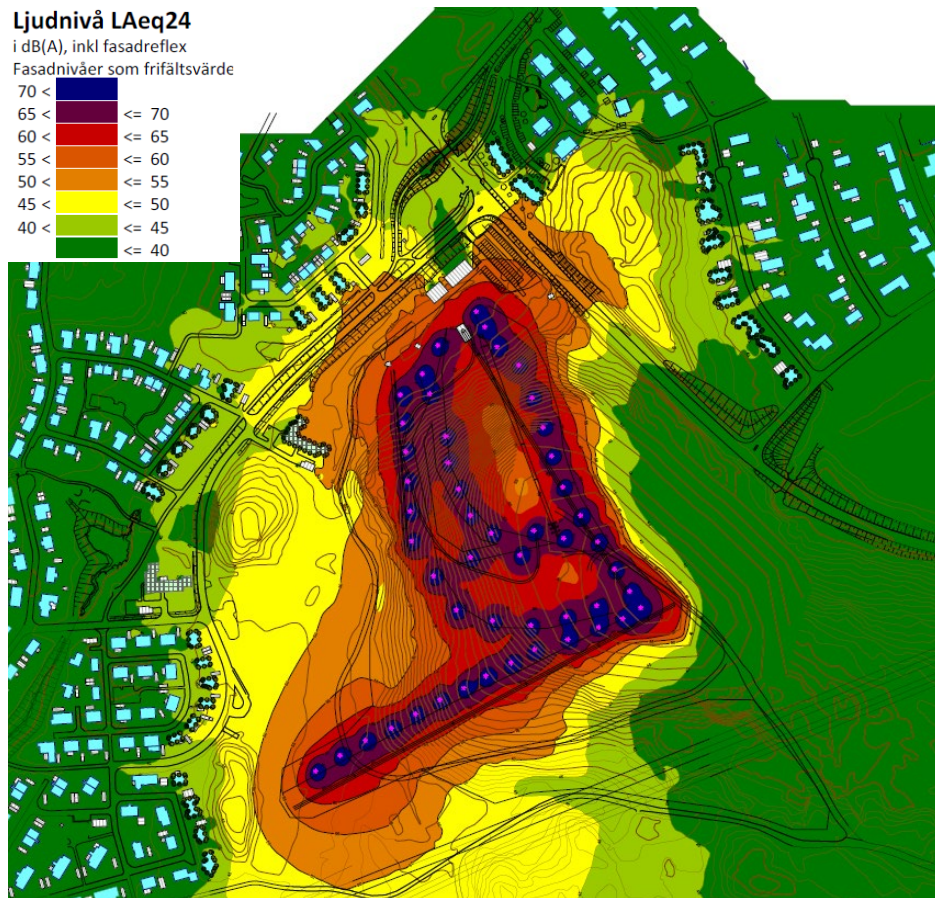 Ljudnivå LAeq24
i dB(A), inkl fasadreflex
Fasadnivåer som frifältsvärde
70 <
65 < <= 70
60 < <= 65
55 < <= 60
50 < <= 55
45 < <= 50
40 < <= 45
<= 40